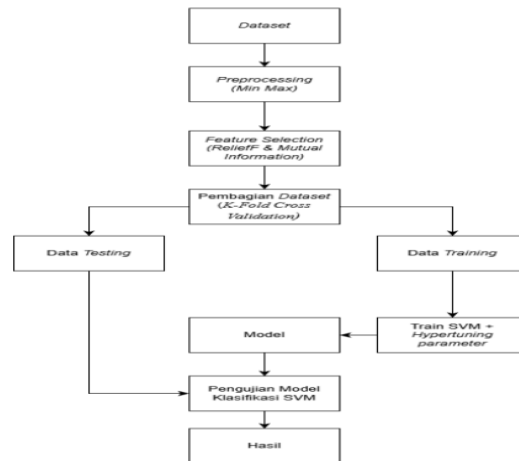 Dataset
Preprocessing
(Min Max)
Feature Selection
(ReliefF & Mutual
Information)
Pembagian Dataset
(K-Fold Cross
Validation)
Data Testing
Data Training
Model
Train SVM +
Hypertuning
parameter
Pengujian Model
Klasifikasi SVM
Hasil